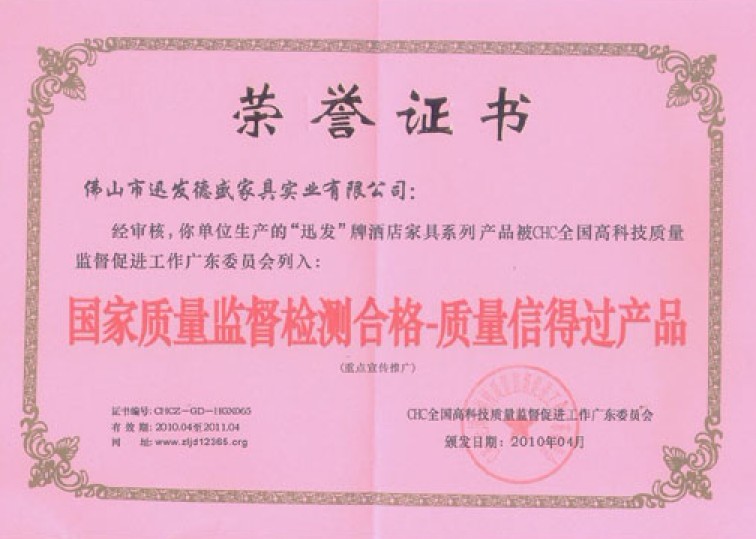 荣誉证书
佛山市迅发德盛家具实业有限公司：
经审核，你单位生产的“迅发”牌酒店家具系列产品被CHC全国高科技质量
监督促进工作广东委员会列入：
国家质量监督检测合格-质量信得过产品
（重点宣传推广）
证书编号：CHCZ-GD-HGX065
有效期：2010.04至2011.04
网址：www.zljd12365.org
CHC全国高科技质量监督促进工作广东委员会
颁发日期：2010年04月